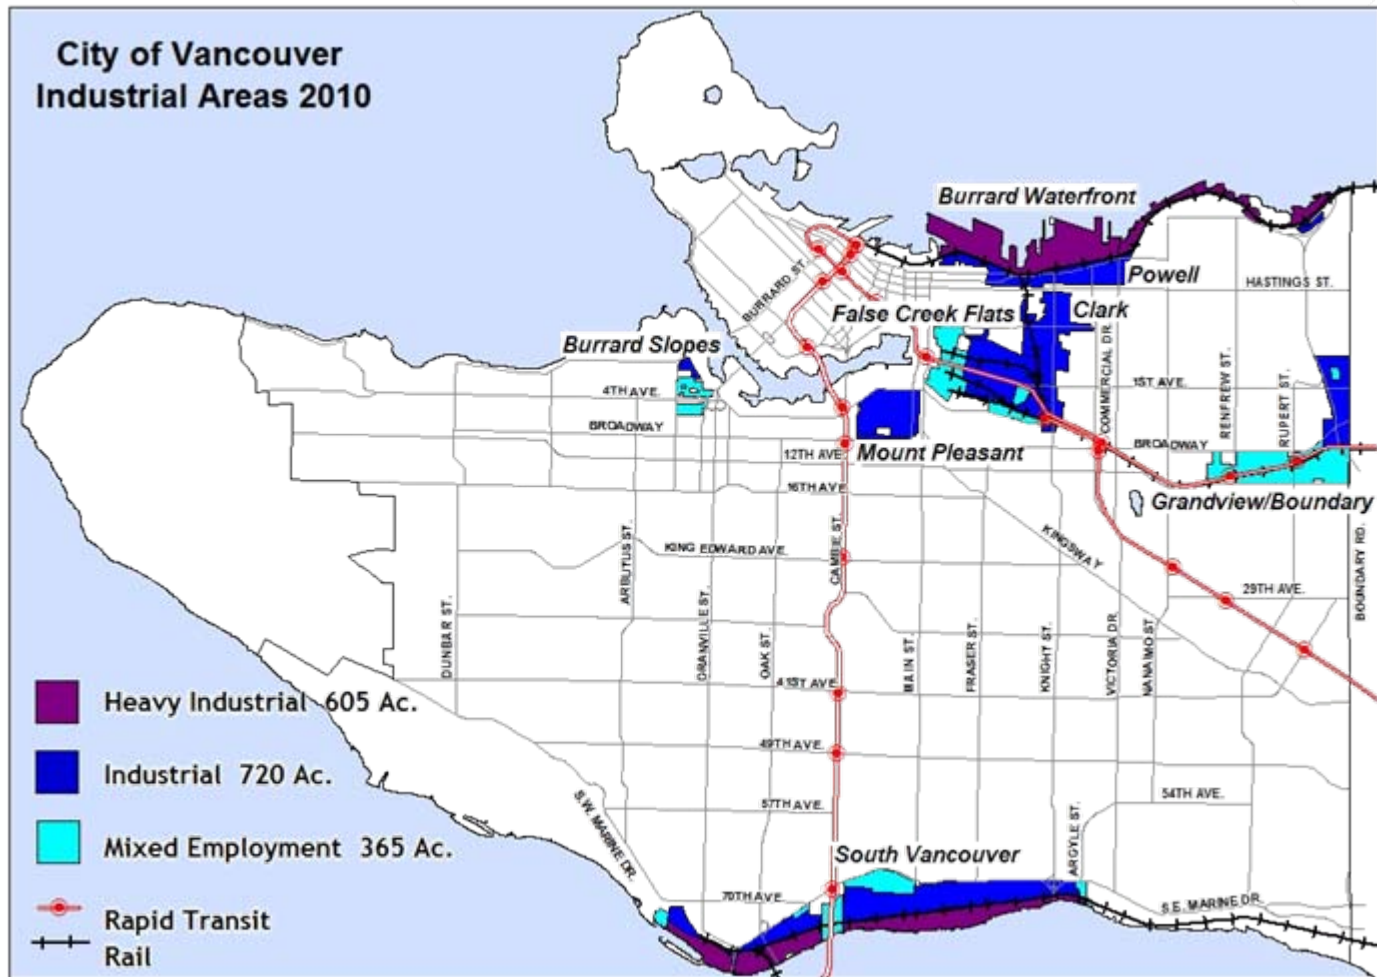 City of Vancouver
Industrial Areas 2010
Burrard Waterfront
Powell
HASTINGS ST.
BURRARD ST.
False Creek Flats
Clark
Burrard Slopes
COMMERCIAL DR.
1ST AVE.
4TH AVE.
RENFREW ST.
RUPERT ST.
BROADWAY
BROADWAY
Mount Pleasant
12TH AVE.
16TH AVE.
Grandview/Boundary
KINGSWAY
KING EDWARD AVE.
CAMBIE ST.
ARBUTUS ST.
BOUNDARY RD.
29TH AVE.
DUNBAR ST.
GRANVILLE ST.
OAK ST.
MAIN ST.
FRASER ST.
KNIGHT ST.
VICTORIA DR.
NANAIMO ST.
41ST AVE.
Heavy Industrial 605 Ac.
49TH AVE.
Industrial 720 Ac.
57TH AVE.
54TH AVE.
S.W. MARINE DR.
ARGYLE ST.
Mixed Employment 365 Ac.
South Vancouver
70TH AVE.
S.E. MARINE DR.
Rapid Transit
Rail